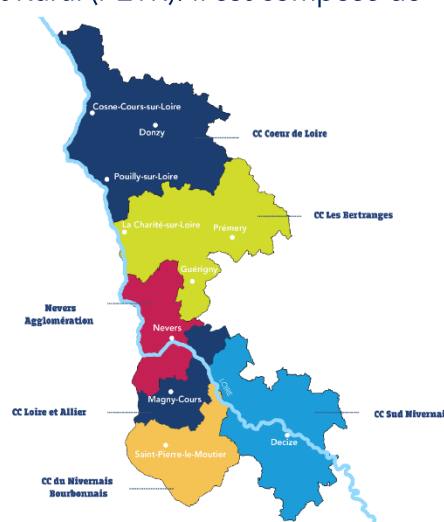 Cosne-Cours-sur-Loire
Donzy
CC Coeur de Loire
Pouilly-sur-Loire
CC Les Bertranges
La Charité-sur-Loire
Prémery
Guérigny
Nevers
Agglomération
Nevers
LOIRE
CC Loire et Allier
Magny-Cours
CC Sud Nivernai
Decize
Saint-Pierre-le-Moutier
CC du Nivernais
Bourbonnais